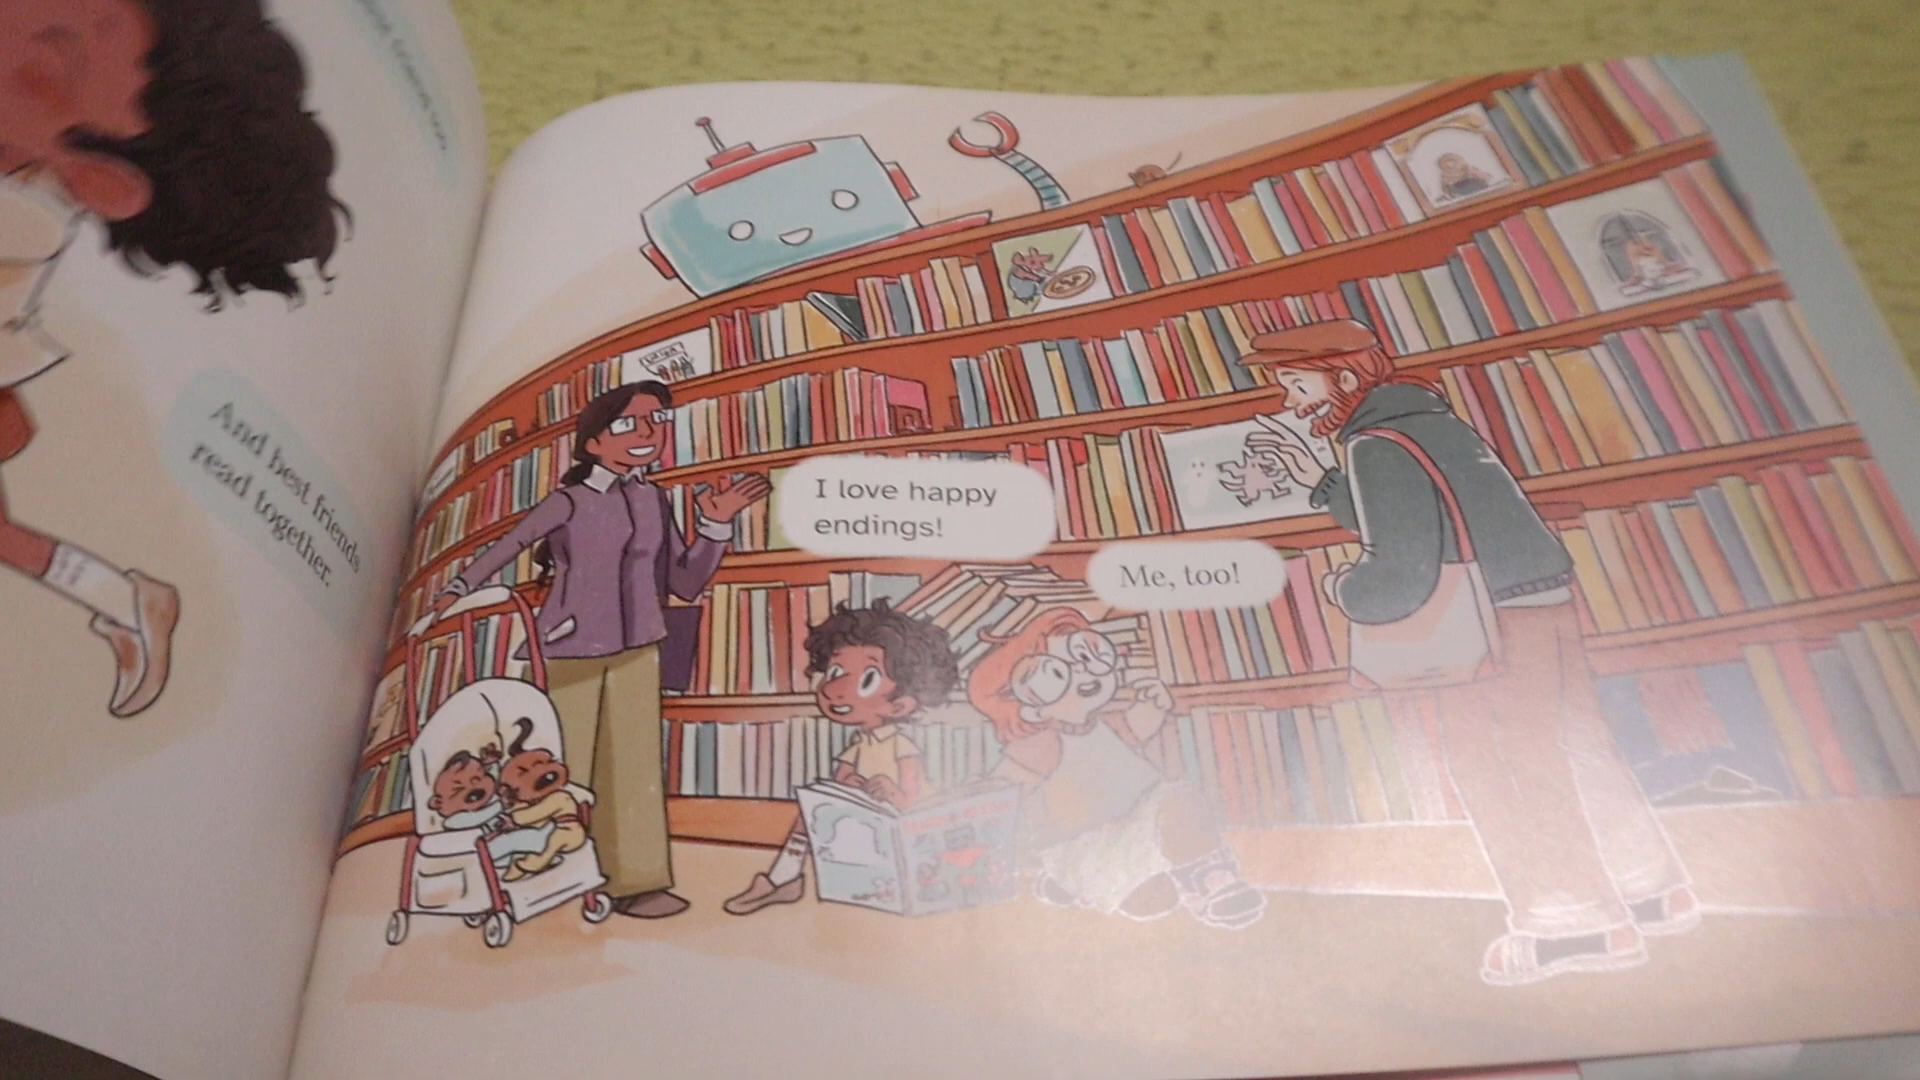 And best friends
read together.
I love happy
endings!
Me, too!